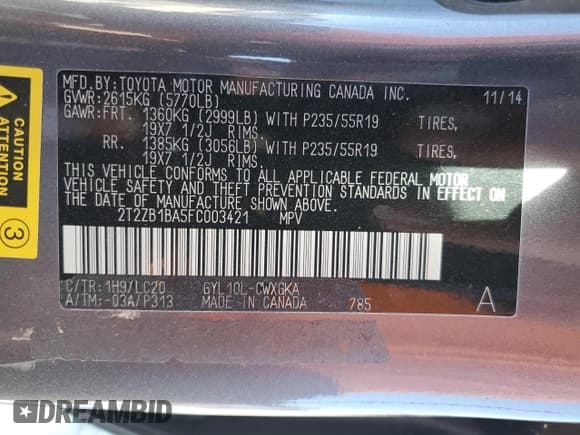 MFD. BY: TOYOTA MOTOR MANUFACTURING CANADA INC. 11/14
GVWR: 2615KG (5770LB)
GAWR: FRT. 1360KG (2999LB) WITH P235/55R19 TIRES,
19X7 1/2J RIMS.
RR. 1385KG (3056LB) WITH P235/55R19 TIRES,
19X7 1/2J RIMS.
THIS VEHICLE CONFORMS TO ALL APPLICABLE FEDERAL MOTOR
VEHICLE SAFETY AND THEFT PREVENTION STANDARDS IN EFFECT ON
THE DATE OF MANUFACTURE SHOWN ABOVE.
2T2ZB1BA5FC003421 MPV
C/TR: 1H9/LC20 GYL10L-CWXGKA
A/TM: -03A/P313 MADE IN CANADA 785 A
CAUTION
3
DREAMBID